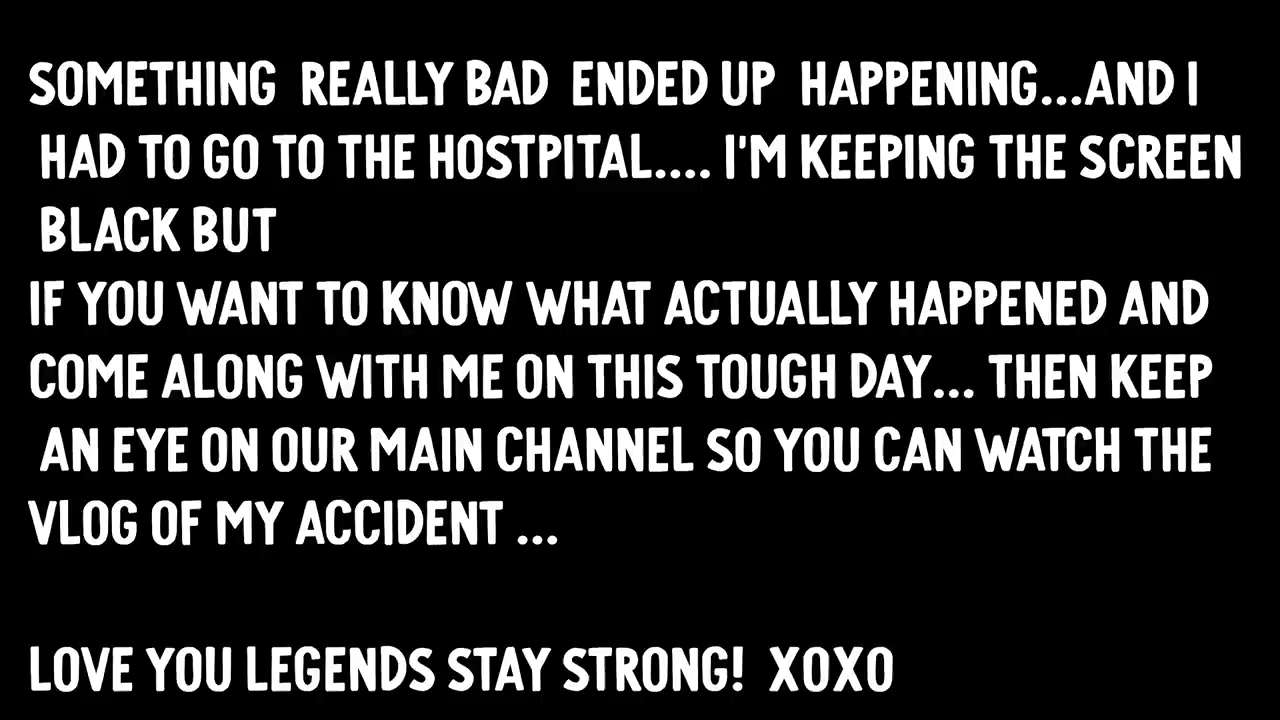 SOMETHING REALLY BAD ENDED UP HAPPENING...AND I
HAD TO GO TO THE HOSTPITAL.... I'M KEEPING THE SCREEN
BLACK BUT
IF YOU WANT TO KNOW WHAT ACTUALLY HAPPENED AND
COME ALONG WITH ME ON THIS TOUGH DAY... THEN KEEP
AN EYE ON OUR MAIN CHANNEL SO YOU CAN WATCH THE
VLOG OF MY ACCIDENT ...
LOVE YOU LEGENDS STAY STRONG! XOXO